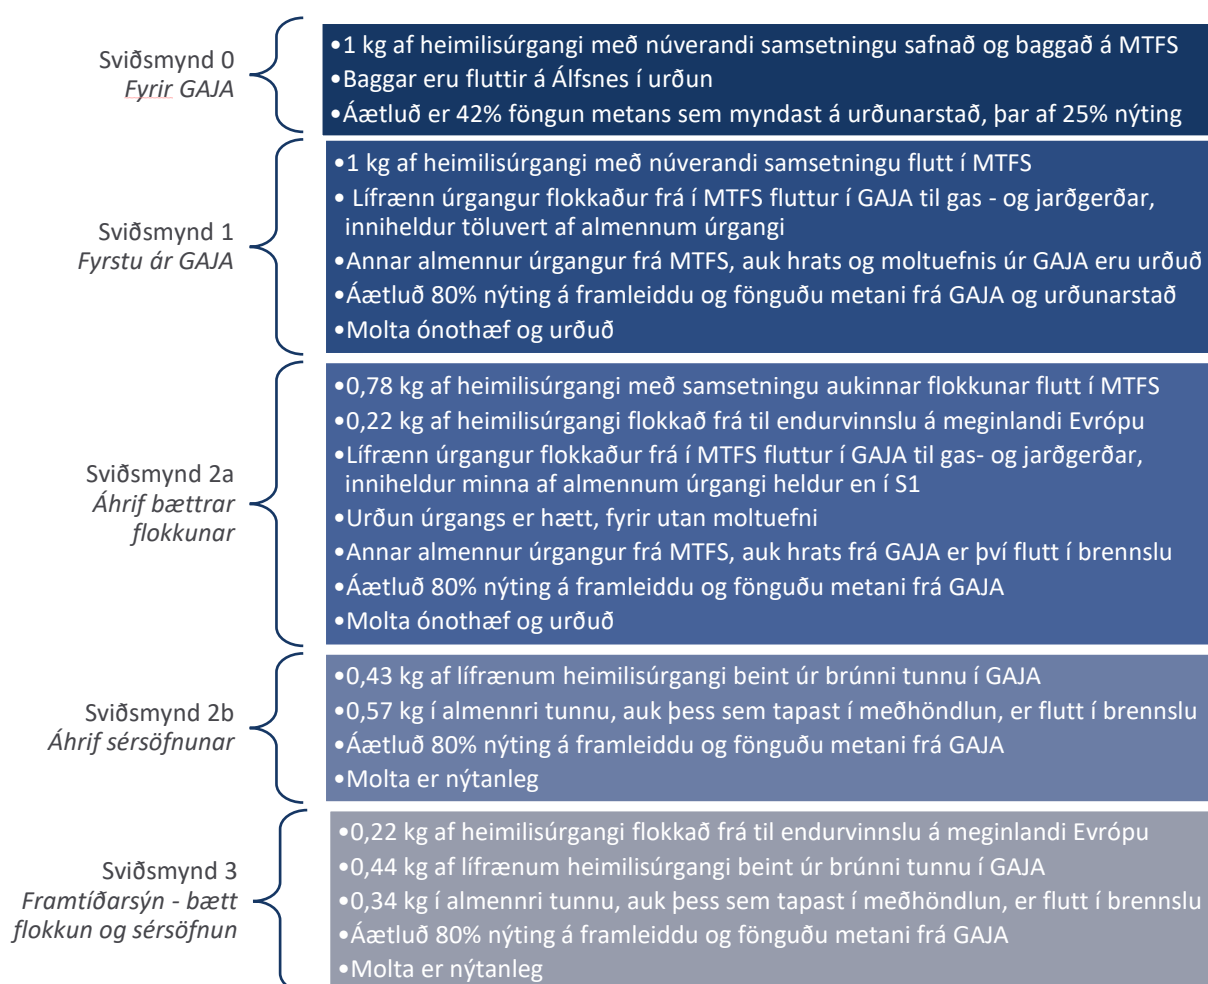 Sviðsmynd 0
Fyrir GAJA
•1 kg af heimilisúrgangi með núverandi samsetningu safnað og baggað á MTFS
•Baggar eru fluttir á Álfsnes í urðun
•Áætluð er 42% föngun metans sem myndast á urðunarstað, þar af 25% nýting
Sviðsmynd 1
Fyrstu ár GAJA
•1 kg af heimilisúrgangi með núverandi samsetningu flutt í MTFS
• Lífrænn úrgangur flokkaður frá í MTFS fluttur í GAJA til gas - og jarðgerðar,
inniheldur töluvert af almennum úrgangi
•Annar almennur úrgangur frá MTFS, auk hrats og moltuefnis úr GAJA eru urðuð
•Áætluð 80% nýting á framleiddu og fönguðu metani frá GAJA og urðunarstað
•Molta ónothæf og urðuð
Sviðsmynd 2a
Áhrif bættrar
flokkunar
•0,78 kg af heimilisúrgangi með samsetningu aukinnar flokkunar flutt í MTFS
•0,22 kg af heimilisúrgangi flokkað frá til endurvinnslu á meginlandi Evrópu
•Lífrænn úrgangur flokkaður frá í MTFS fluttur í GAJA til gas- og jarðgerðar,
inniheldur minna af almennum úrgangi heldur en í S1
•Urðun úrgangs er hætt, fyrir utan moltuefni
•Annar almennur úrgangur frá MTFS, auk hrats frá GAJA er því flutt í brennslu
•Áætluð 80% nýting á framleiddu og fönguðu metani frá GAJA
•Molta ónothæf og urðuð
Sviðsmynd 2b
Áhrif sérsöfnunar
•0,43 kg af lífrænum heimilisúrgangi beint úr brúnni tunnu í GAJA
•0,57 kg í almennri tunnu, auk þess sem tapast í meðhöndlun, er flutt í brennslu
•Áætluð 80% nýting á framleiddu og fönguðu metani frá GAJA
•Molta er nýtanleg
Sviðsmynd 3
Framtíðarsýn - bætt
flokkun og sérsöfnun
•0,22 kg af heimilisúrgangi flokkað frá til endurvinnslu á meginlandi Evrópu
•0,44 kg af lífrænum heimilisúrgangi beint úr brúnni tunnu í GAJA
•0,34 kg í almennri tunnu, auk þess sem tapast í meðhöndlun, er flutt í brennslu
•Áætluð 80% nýting á framleiddu og fönguðu metani frá GAJA
•Molta er nýtanleg